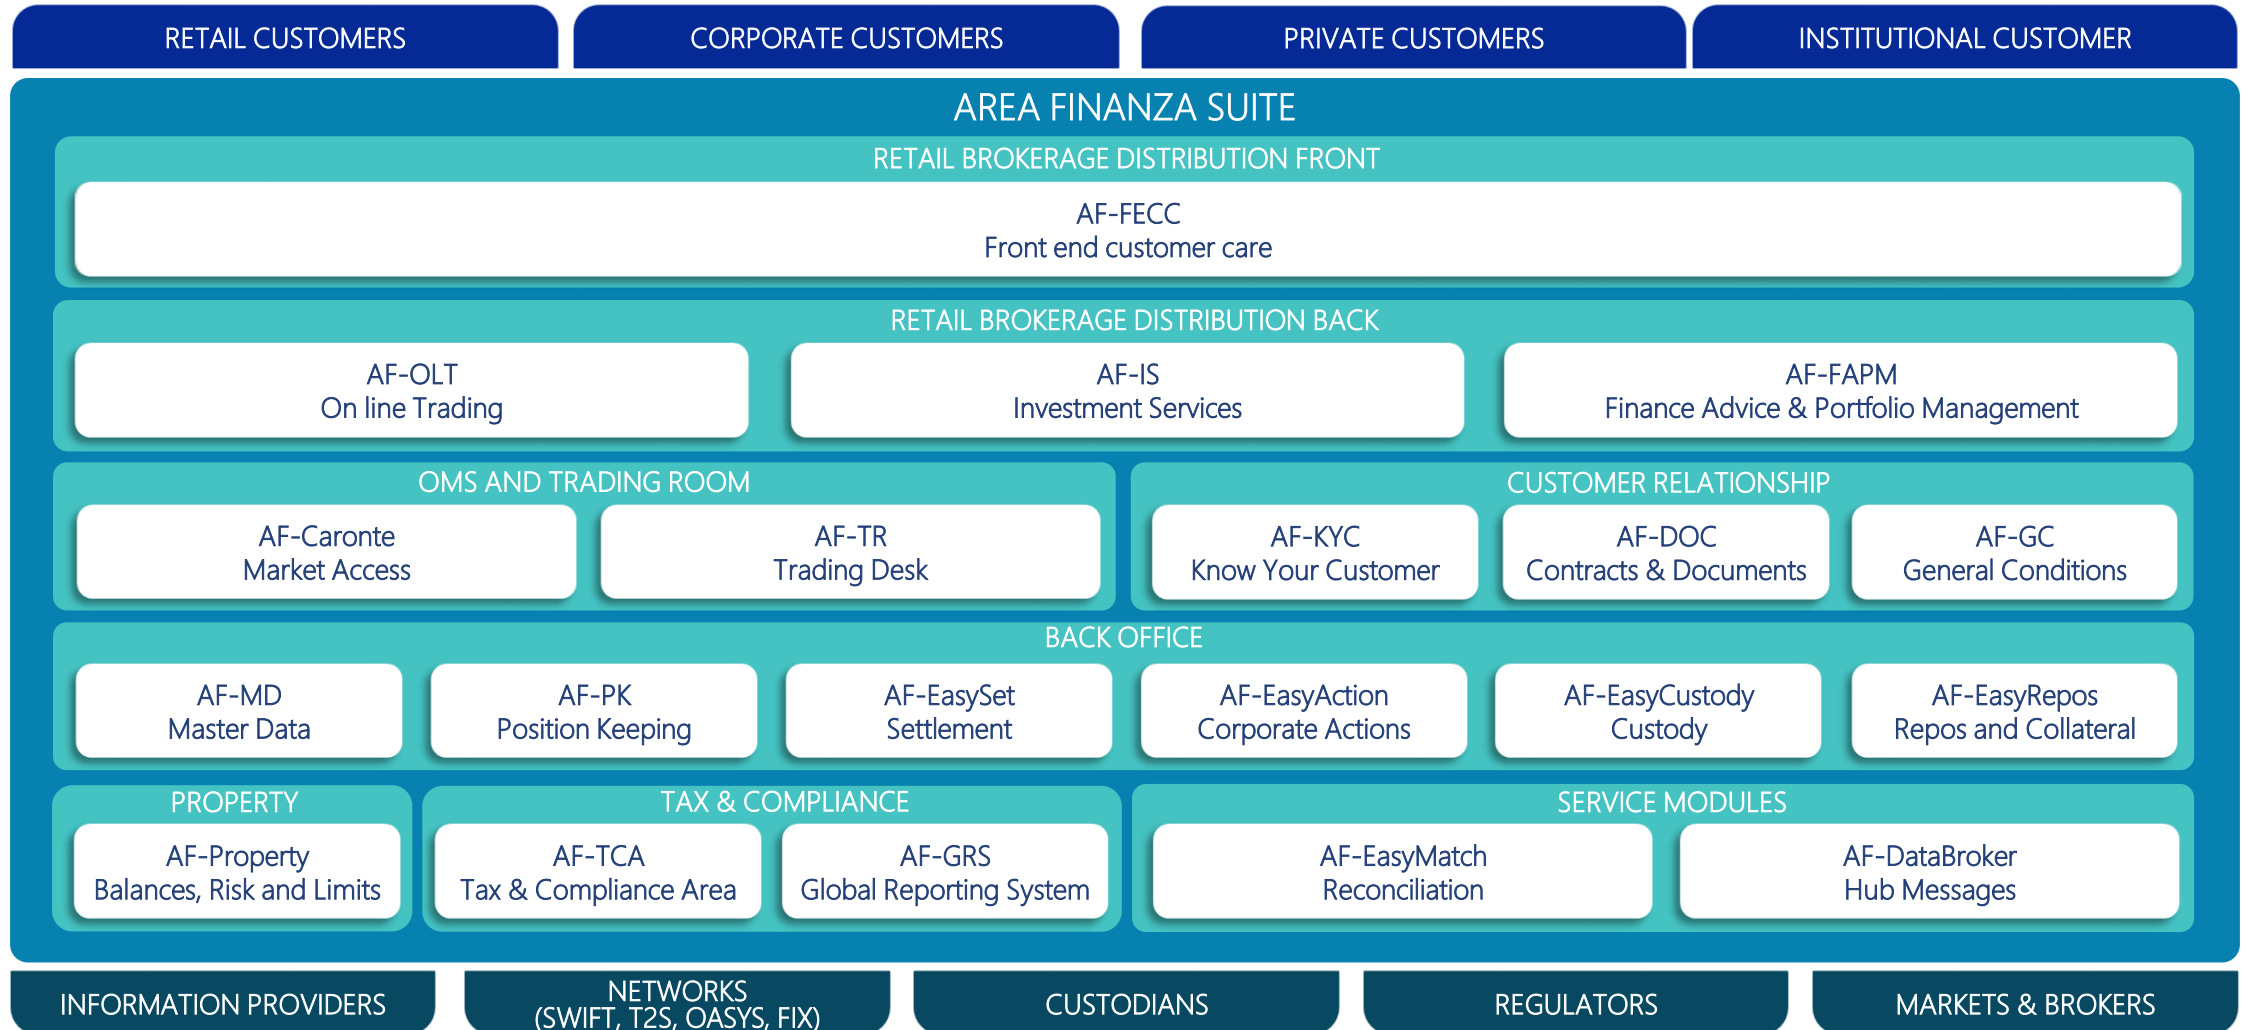 RETAIL CUSTOMERS
CORPORATE CUSTOMERS
PRIVATE CUSTOMERS
INSTITUTIONAL CUSTOMER
AREA FINANZA SUITE
RETAIL BROKERAGE DISTRIBUTION FRONT
AF-FECC
Front end customer care
RETAIL BROKERAGE DISTRIBUTION BACK
AF-OLT
On line Trading
AF-IS
Investment Services
AF-FAPM
Finance Advice & Portfolio Management
OMS AND TRADING ROOM
AF-Caronte
Market Access
AF-TR
Trading Desk
CUSTOMER RELATIONSHIP
AF-KYC
Know Your Customer
AF-DOC
Contracts & Documents
AF-GC
General Conditions
BACK OFFICE
AF-MD
Master Data
AF-PK
Position Keeping
AF-EasySet
Settlement
AF-EasyAction
Corporate Actions
AF-EasyCustody
Custody
AF-EasyRepos
Repos and Collateral
PROPERTY
AF-Property
Balances, Risk and Limits
TAX & COMPLIANCE
AF-TCA
Tax & Compliance Area
AF-GRS
Global Reporting System
SERVICE MODULES
AF-EasyMatch
Reconciliation
AF-DataBroker
Hub Messages
INFORMATION PROVIDERS
NETWORKS
(SWIFT, T2S, OASYS, FIX)
CUSTODIANS
REGULATORS
MARKETS & BROKERS